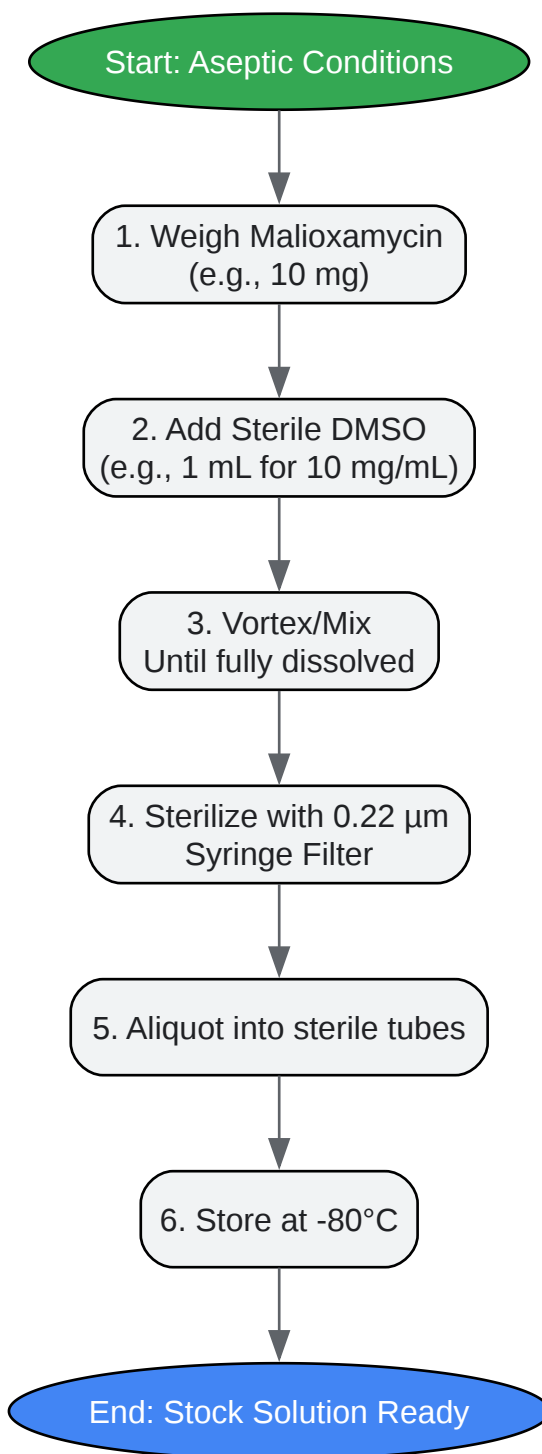 Start: Aseptic Conditions
1. Weigh Malioxamycin
(e.g., 10 mg)
2. Add Sterile DMSO
(e.g., 1 mL for 10 mg/mL)
3. Vortex/Mix
Until fully dissolved
4. Sterilize with 0.22 µm
Syringe Filter
5. Aliquot into sterile tubes
6. Store at -80°C
End: Stock Solution Ready